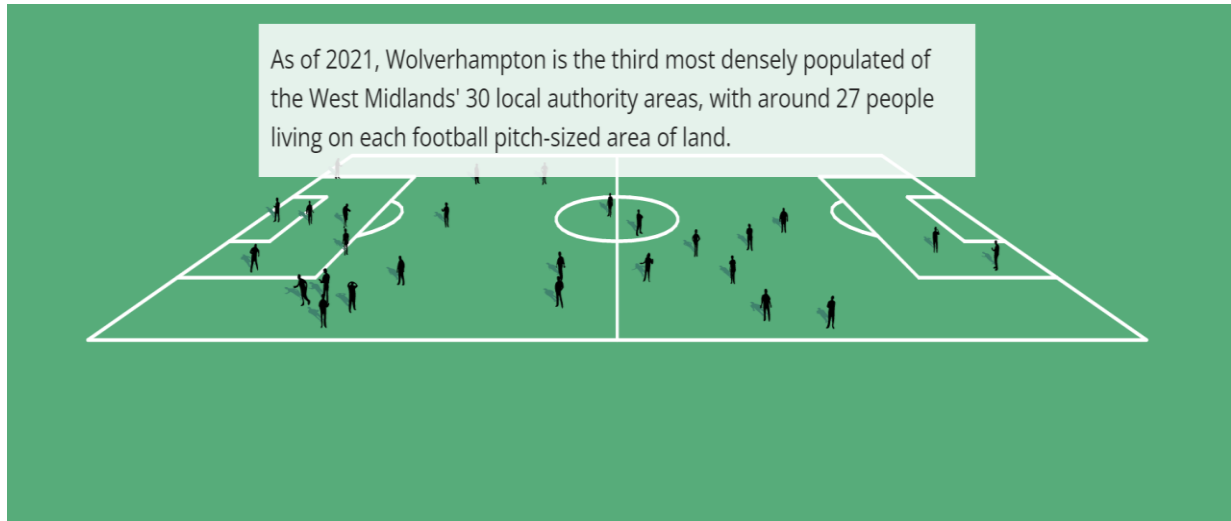 As of 2021, Wolverhampton is the third most densely populated of
the West Midlands' 30 local authority areas, with around 27 people
living on each football pitch-sized area of land.